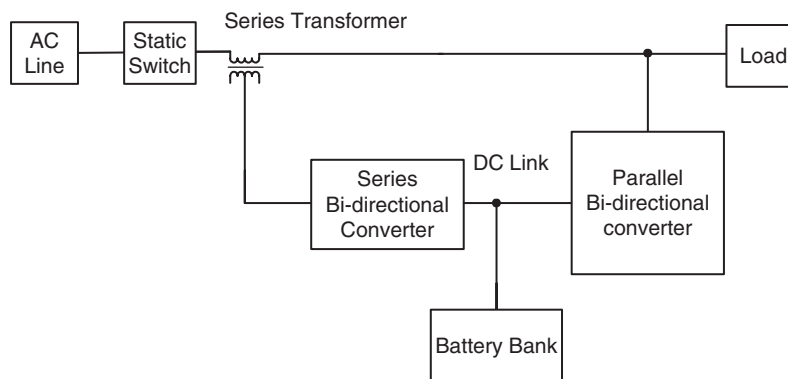 Series Transformer
AC
Line
Static
Switch
Load
DC Link
Series
Bi-directional
Converter
Parallel
Bi-directional
converter
Battery Bank